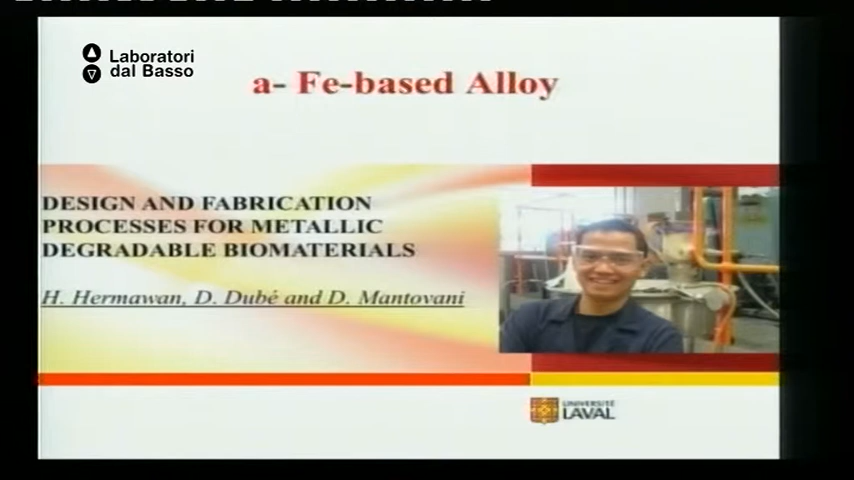 Laboratori
dal Basso
a- Fe-based Alloy
DESIGN AND FABRICATION
PROCESSES FOR METALLIC
DEGRADABLE BIOMATERIALS
H. Hermawan, D. Dubé and D. Mantovani
UNIVERSITÉ
LAVAL